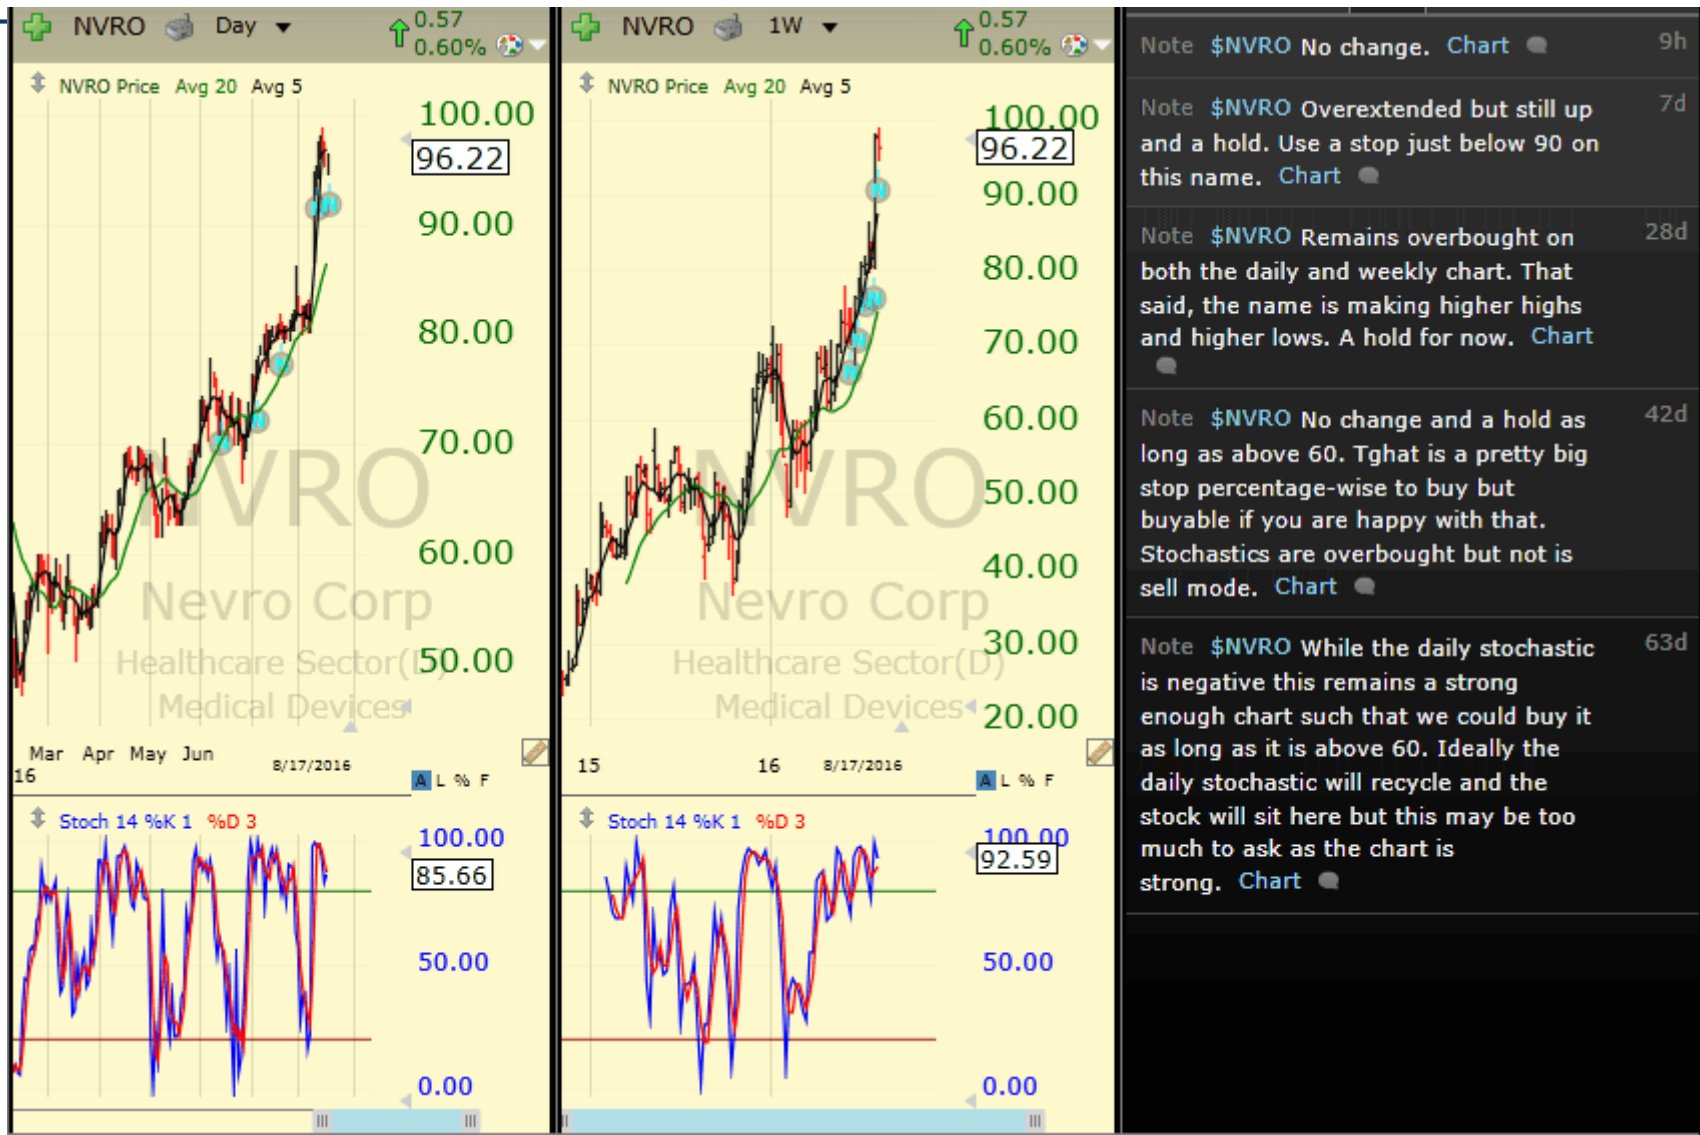 NVRO Day
0.57
0.60%
NVRO Price Avg 20 Avg 5
100.00
96.22
90.00
80.00
70.00
60.00
50.00
NVRO
Nevro Corp
Healthcare Sector(D)
Medical Devices
N N
N
N
N
Mar Apr May Jun
16
8/17/2016
A L % F
Stoch 14 %K 1 %D 3
100.00
85.66
50.00
0.00
NVRO 1W
0.57
0.60%
NVRO Price Avg 20 Avg 5
100.00
96.22
90.00
80.00
70.00
60.00
50.00
40.00
30.00
20.00
NVRO
Nevro Corp
Healthcare Sector(D)
Medical Devices
N
N
N
N
15 16 8/17/2016
A L % F
Stoch 14 %K 1 %D 3
100.00
92.59
50.00
0.00
Note $NVRO No change. Chart 9h
Note $NVRO Overextended but still up 7d
and a hold. Use a stop just below 90 on
this name. Chart
Note $NVRO Remains overbought on 28d
both the daily and weekly chart. That
said, the name is making higher highs
and higher lows. A hold for now. Chart
Note $NVRO No change and a hold as 42d
long as above 60. Tghat is a pretty big
stop percentage-wise to buy but
buyable if you are happy with that.
Stochastics are overbought but not is
sell mode. Chart
Note $NVRO While the daily stochastic 63d
is negative this remains a strong
enough chart such that we could buy it
as long as it is above 60. Ideally the
daily stochastic will recycle and the
stock will sit here but this may be too
much to ask as the chart is
strong. Chart